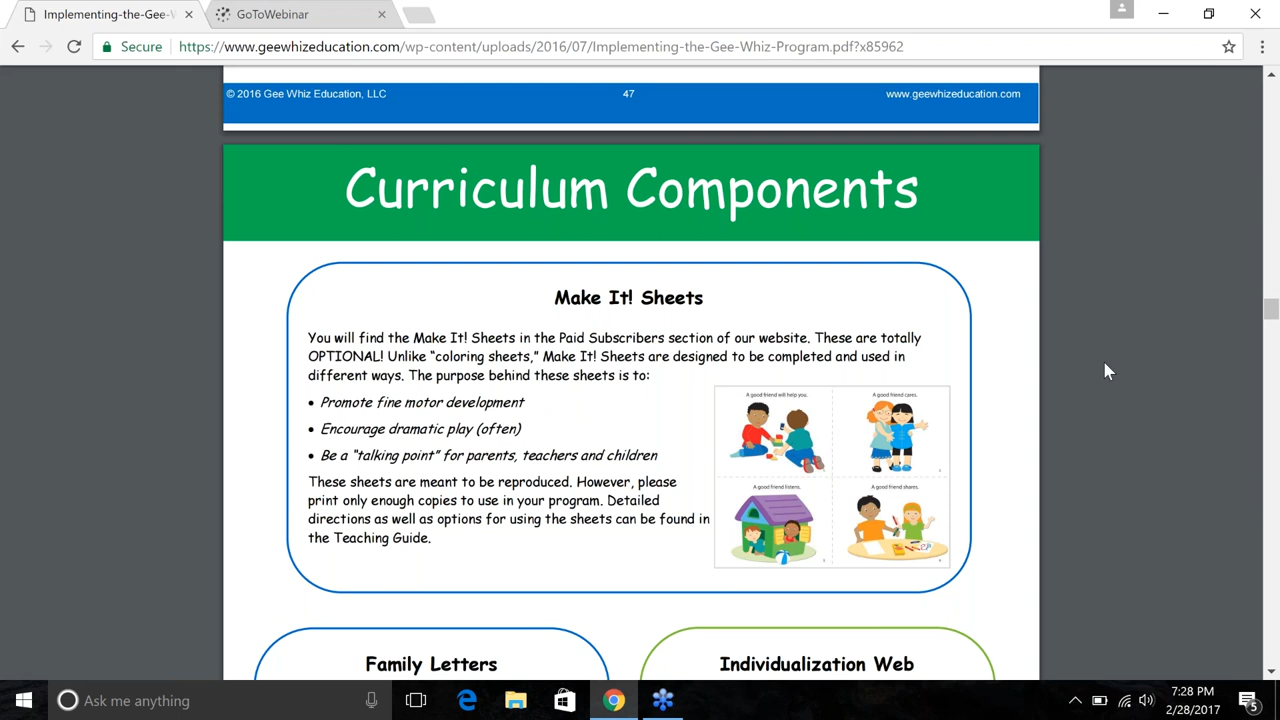 Implementing-the-Gee-W
GoToWebinar
Secure
https://www.geewhizeducation.com/wp-content/uploads/2016/07/Implementing-the-Gee-Whiz-Program.pdf?x85962
© 2016 Gee Whiz Education, LLC
47
www.geewhizeducation.com
Curriculum Components
Make It! Sheets
You will find the Make It! Sheets in the Paid Subscribers section of our website. These are totally
OPTIONAL! Unlike “coloring sheets,” Make It! Sheets are designed to be completed and used in
different ways. The purpose behind these sheets is to:
• Promote fine motor development
• Encourage dramatic play (often)
• Be a “talking point” for parents, teachers and children
These sheets are meant to be reproduced. However, please
print only enough copies to use in your program. Detailed
directions as well as options for using the sheets can be found in
the Teaching Guide.
A good friend will help you.
A good friend cares.
A good friend listens.
A good friend shares.
Family Letters
Individualization Web
Ask me anything
7:28 PM
2/28/2017
5